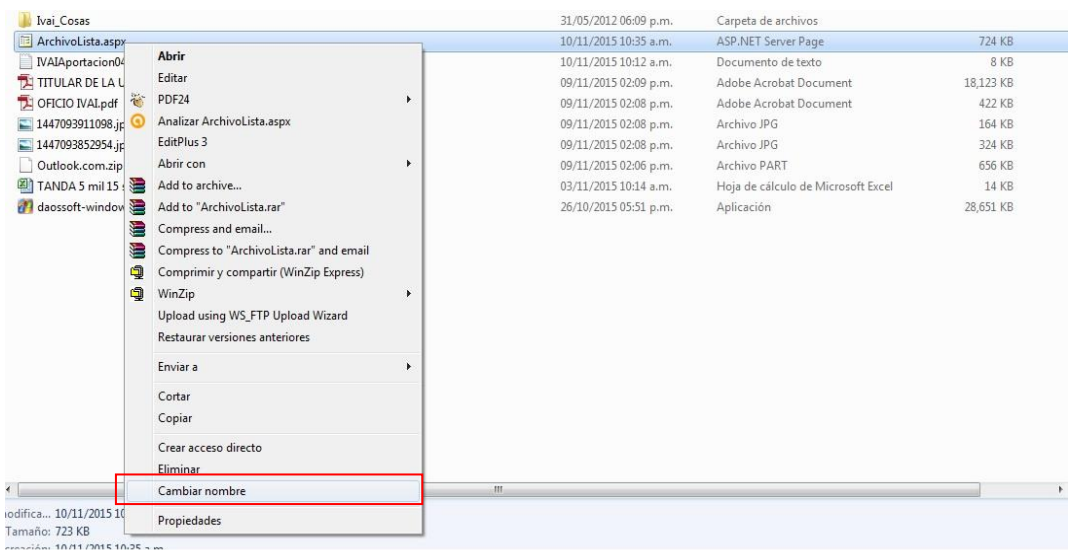 Ivai_Cosas 31/05/2012 06:09 p.m. Carpeta de archivos
ArchivoLista.aspx 10/11/2015 10:35 a.m. ASP.NET Server Page 724 KB
IVAIAportacion04 10/11/2015 10:12 a.m. Documento de texto 8 KB
TITULAR DE LA U 09/11/2015 02:09 p.m. Adobe Acrobat Document 18,123 KB
OFICIO IVAI.pdf 09/11/2015 02:08 p.m. Adobe Acrobat Document 422 KB
1447093911098.jp 09/11/2015 02:08 p.m. Archivo JPG 164 KB
1447093852954.jp 09/11/2015 02:08 p.m. Archivo JPG 324 KB
Outlook.com.zip 09/11/2015 02:06 p.m. Archivo PART 656 KB
TANDA 5 mil 15 03/11/2015 10:14 a.m. Hoja de cálculo de Microsoft Excel 14 KB
daossoft-window 26/10/2015 05:51 p.m. Aplicación 28,651 KB
Abrir
Editar
PDF24
Analizar ArchivoLista.aspx
EditPlus 3
Abrir con
Add to archive...
Add to "ArchivoLista.rar"
Compress and email...
Compress to "ArchivoLista.rar" and email
Comprimir y compartir (WinZip Express)
WinZip
Upload using WS_FTP Upload Wizard
Restaurar versiones anteriores
Enviar a
Cortar
Copiar
Crear acceso directo
Eliminar
Cambiar nombre
Propiedades
odifica... 10/11/2015 10
Tamaño: 723 KB
creación: 10/11/2015 10:35 a.m.